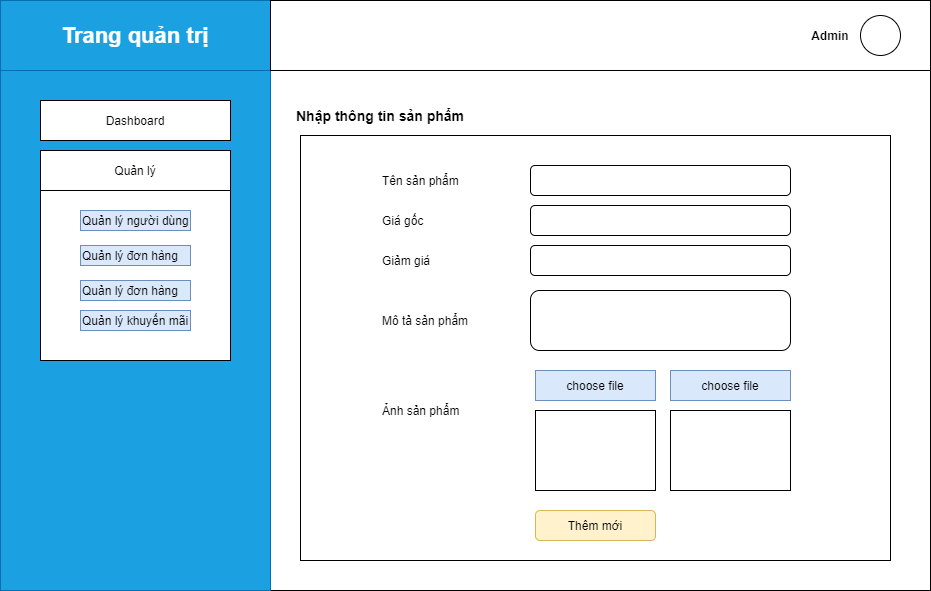 Trang quản trị
Admin
Dashboard
Quản lý
Quản lý người dùng
Quản lý đơn hàng
Quản lý đơn hàng
Quản lý khuyến mãi
Nhập thông tin sản phẩm
Tên sản phẩm
Giá gốc
Giảm giá
Mô tả sản phẩm
choose file
choose file
Ảnh sản phẩm
Thêm mới